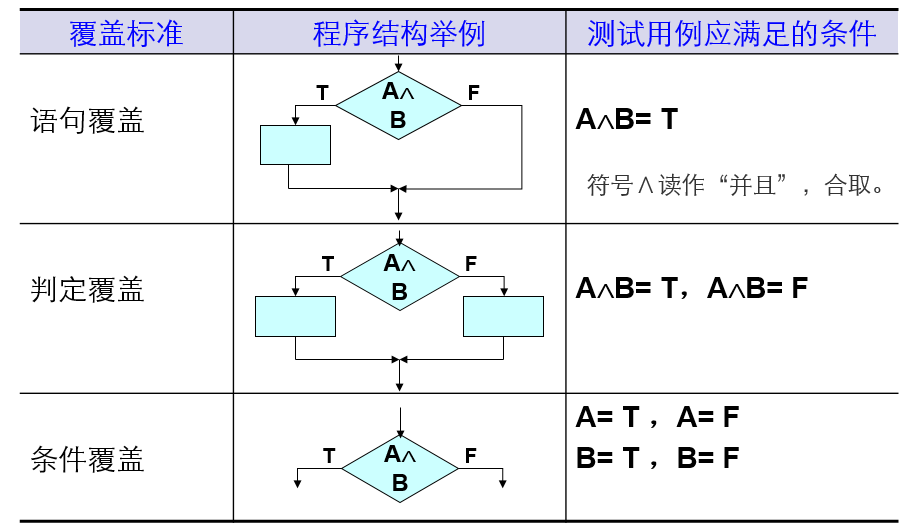 覆盖标准 程序结构举例 测试用例应满足的条件
语句覆盖
T A∧ F
B
A∧B= T
符号∧读作“并且”，合取。
判定覆盖
T A∧ F
B
A∧B= T，A∧B= F
条件覆盖
T A∧ F
B
A= T ，A= F
B= T ，B= F